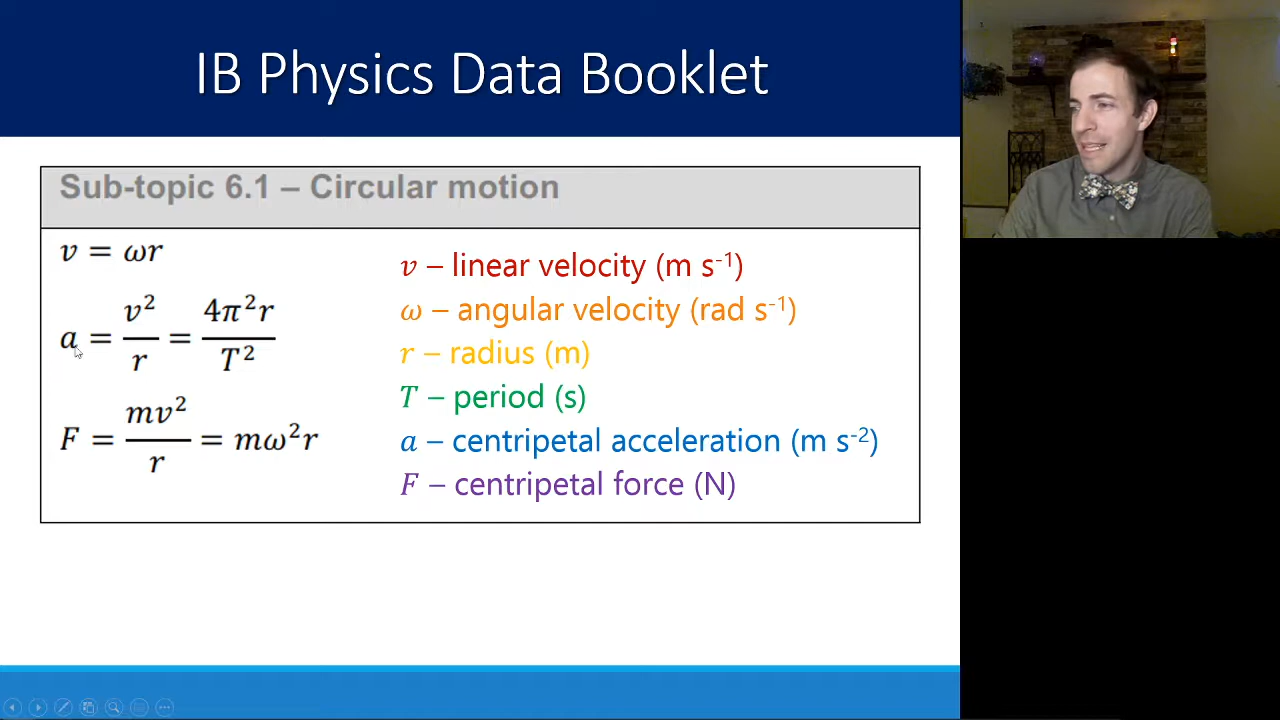 IB Physics Data Booklet
Sub-topic 6.1 – Circular motion
v = ωr
a = v²/r = 4π²r/T²
F = mv²/r = mω²r
v – linear velocity (m s⁻¹)
ω – angular velocity (rad s⁻¹)
r – radius (m)
T – period (s)
a – centripetal acceleration (m s⁻²)
F – centripetal force (N)